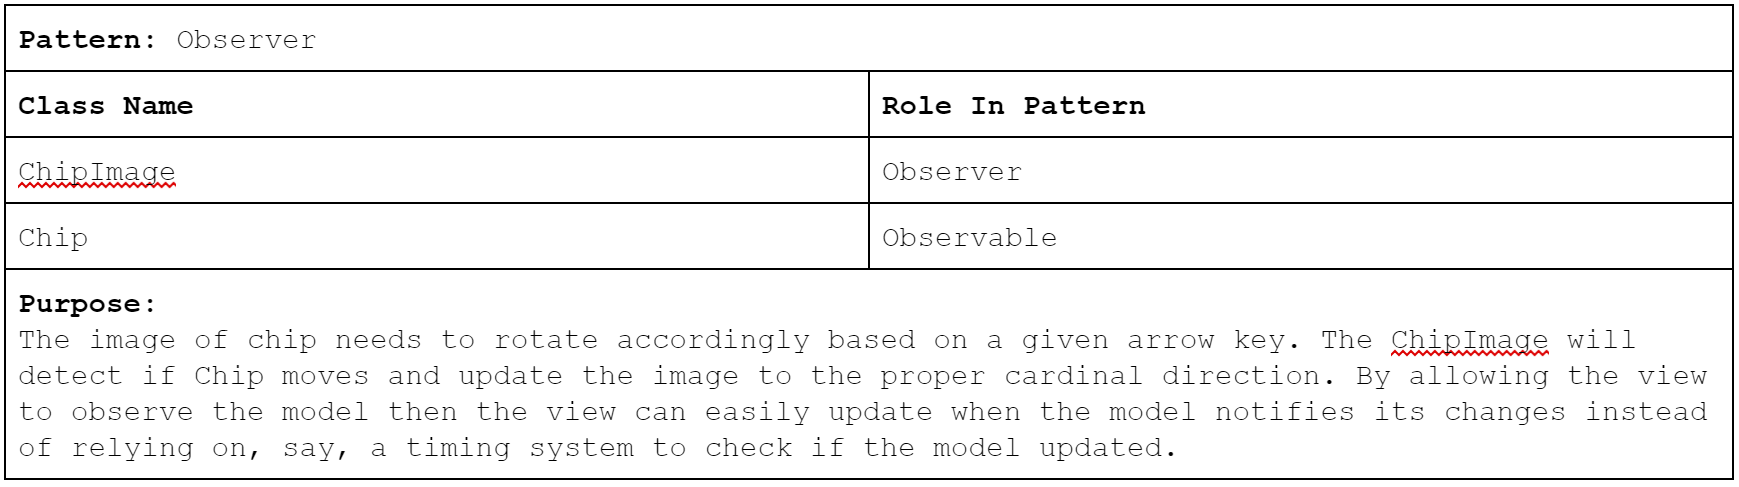 Pattern: Observer
Class Name
Role In Pattern
ChipImage
Observer
Chip
Observable
Purpose:
The image of chip needs to rotate accordingly based on a given arrow key. The ChipImage will
detect if Chip moves and update the image to the proper cardinal direction. By allowing the view
to observe the model then the view can easily update when the model notifies its changes instead
of relying on, say, a timing system to check if the model updated.